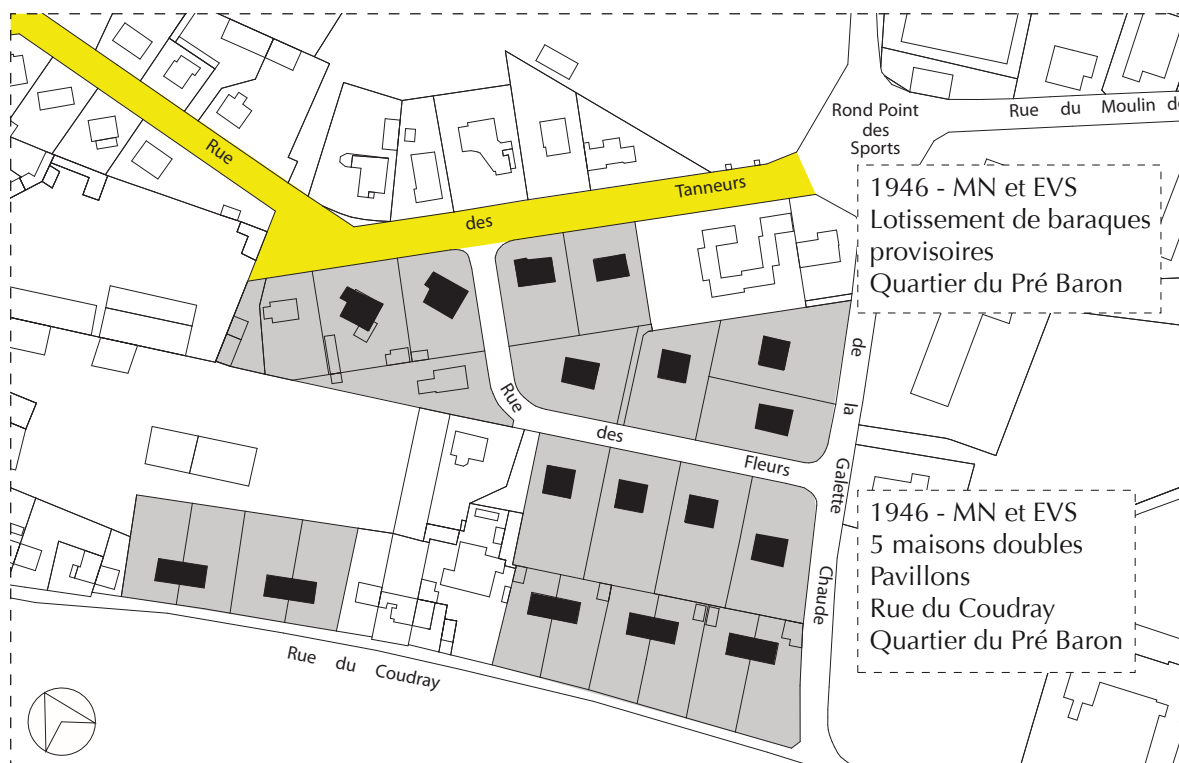 Rond Point
des
Sports
Rue du Moulin de
Rue des Tanneurs
1946 - MN et EVS
Lotissement de baraques
provisoires
Quartier du Pré Baron
Rue des Fleurs
de la Galette Chaude
1946 - MN et EVS
5 maisons doubles
Pavillons
Rue du Coudray
Quartier du Pré Baron
Rue du Coudray